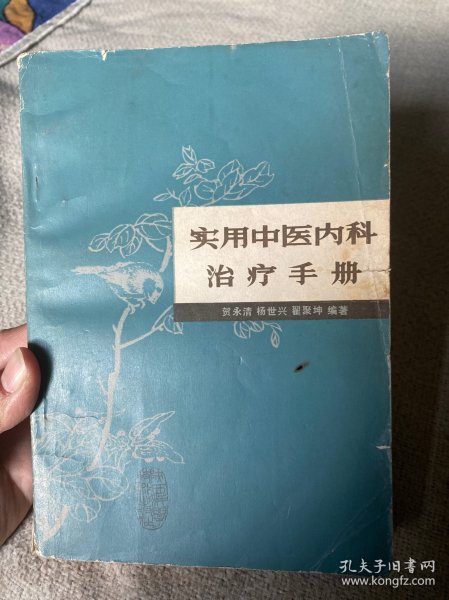 实用中医内科
治疗手册
贺永清 杨世兴 翟聚坤 编著
孔夫子旧书网
www.kongfz.com